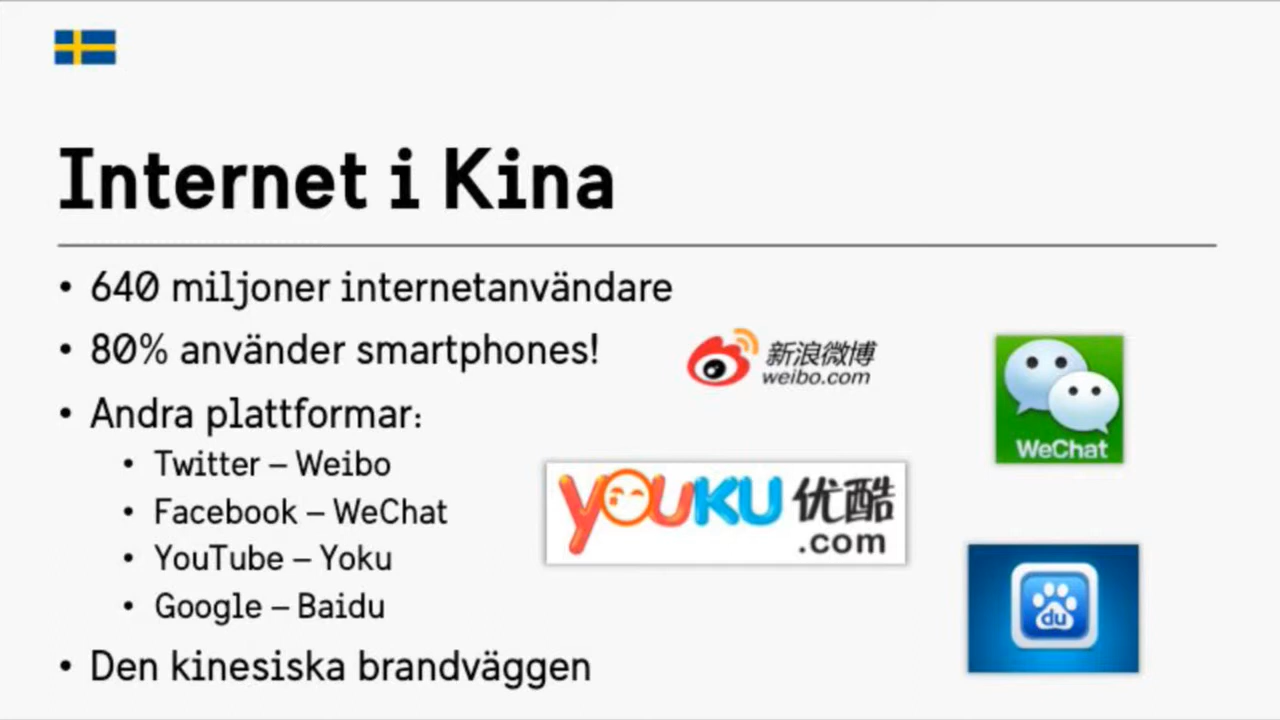 Internet i Kina
• 640 miljoner internetanvändare
• 80% använder smartphones!
新浪微博
weibo.com
WeChat
• Andra plattformar:
• Twitter – Weibo
• Facebook – WeChat
• YouTube – Yoku
• Google – Baidu
YOUKU 优酷
.com
du
• Den kinesiska brandväggen